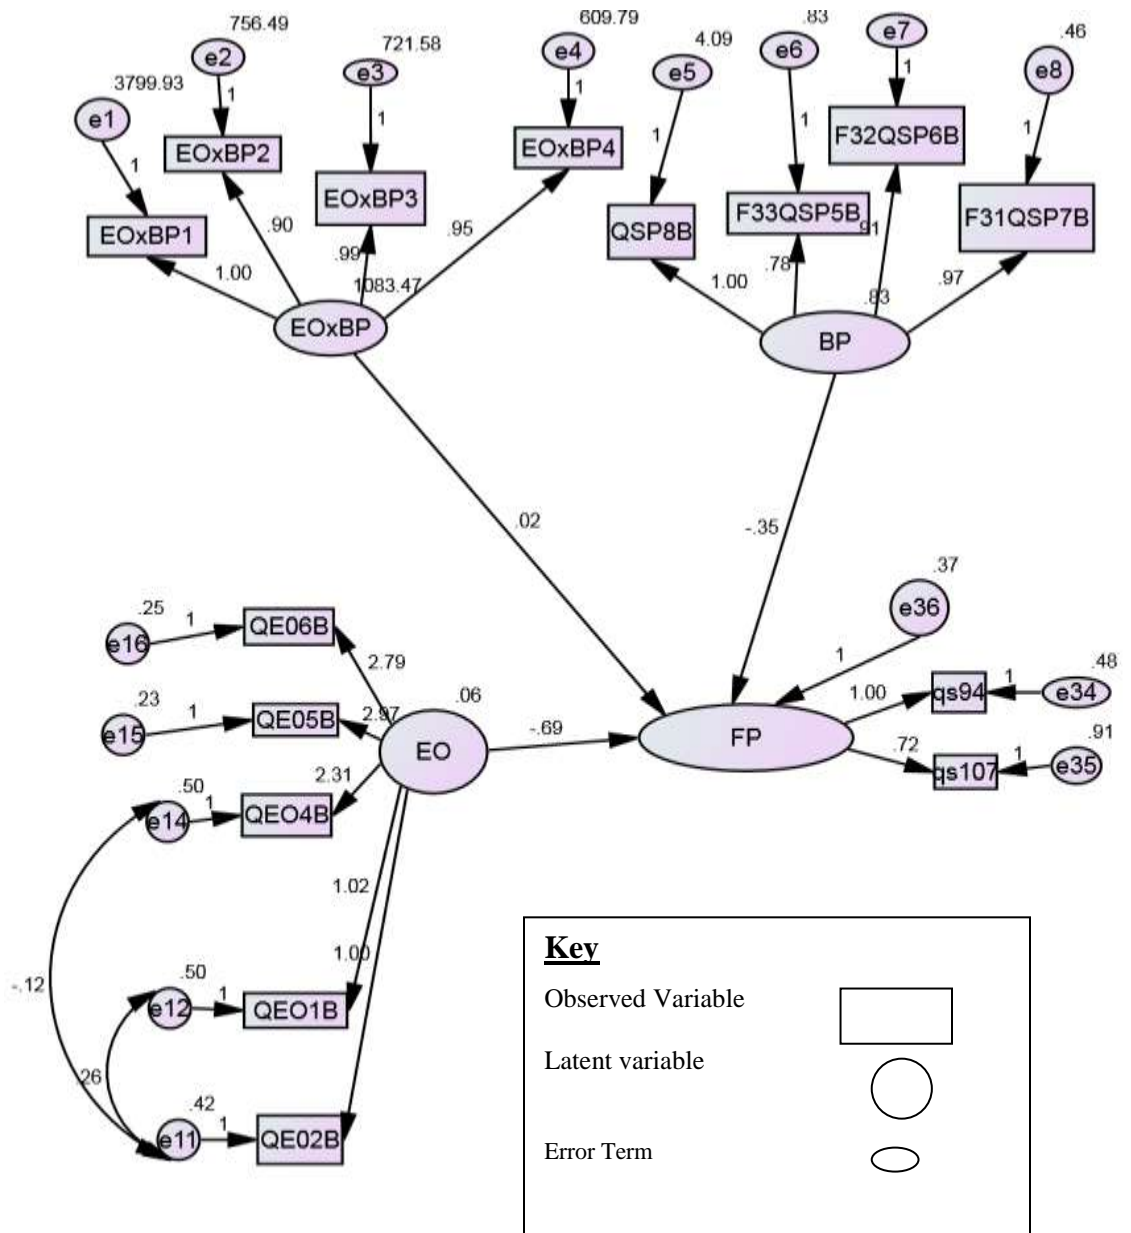 756.49
609.79
.83
e7
e2
721.58
e4
4.09
e6
.46
3799.93
e3
e5
1
e8
e1
1
1
1
1
1
1
1
EOxBP2
EOxBP4
F32QSP6B
EOxBP3
F33QSP5B
F31QSP7B
EOxBP1
QSP8B
.91
.90
.99
.95
.78
1.00
1083.47
1.00
.83
.97
EOxBP
BP
.02
-.35
.37
e36
.25
1
QE06B
e16
2.79
1
.48
.23
.06
1.00
qs94
1
e34
1
QE05B
2.97
e15
EO
-.69
FP
.72
.91
2.31
qs107
1
e35
.50
1
QEO4B
e14
1.02
1.00
-.12
.50
1
QEO1B
e12
.26
.42
1
QE02B
e11
Key
Observed Variable
Latent variable
Error Term